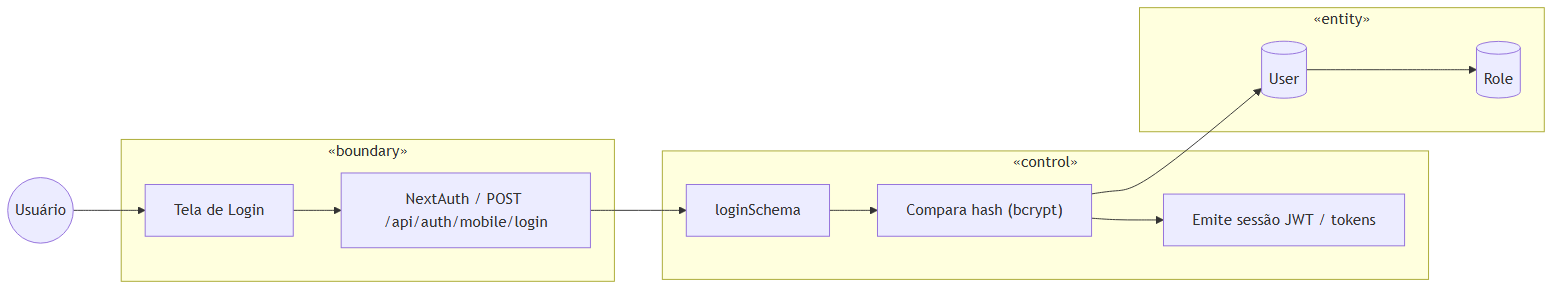 «entity»
User
Role
«boundary»
«control»
Usuário
Tela de Login
NextAuth / POST
/api/auth/mobile/login
loginSchema
Compara hash (bcrypt)
Emite sessão JWT / tokens